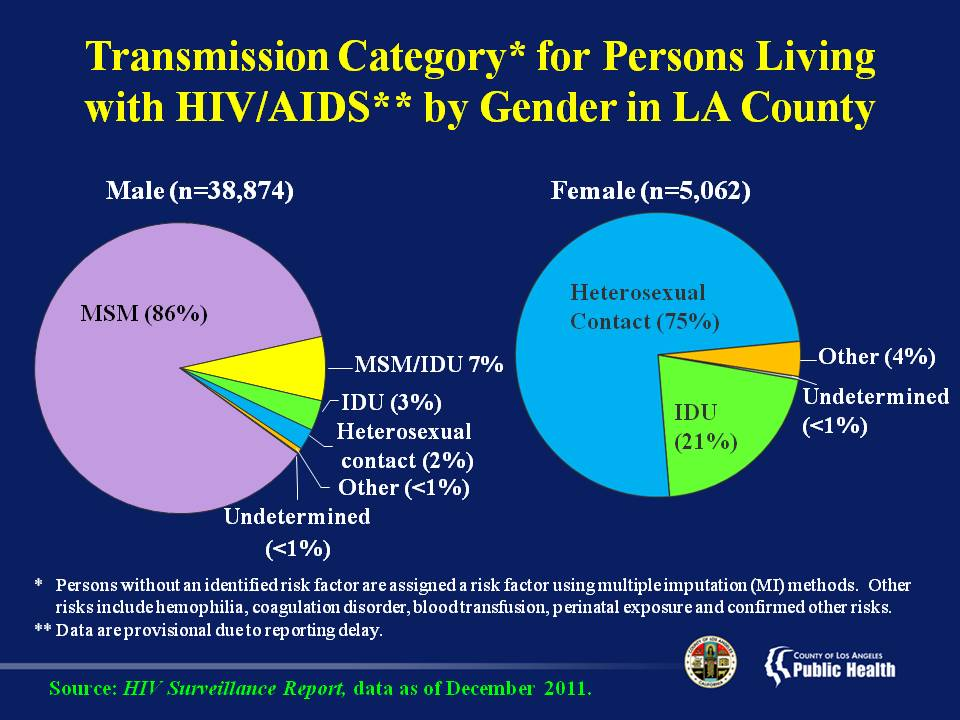 Transmission Category* for Persons Living
with HIV/AIDS** by Gender in LA County
Male (n=38,874)
MSM (86%)
MSM/IDU 7%
IDU (3%)
Heterosexual
contact (2%)
Other (<1%)
Undetermined
(<1%)
Female (n=5,062)
Heterosexual
Contact (75%)
Other (4%)
Undetermined
(<1%)
IDU
(21%)
* Persons without an identified risk factor are assigned a risk factor using multiple imputation (MI) methods. Other
risks include hemophilia, coagulation disorder, blood transfusion, perinatal exposure and confirmed other risks.
** Data are provisional due to reporting delay.
COUNTY OF LOS ANGELES
Public Health
Source: HIV Surveillance Report, data as of December 2011.